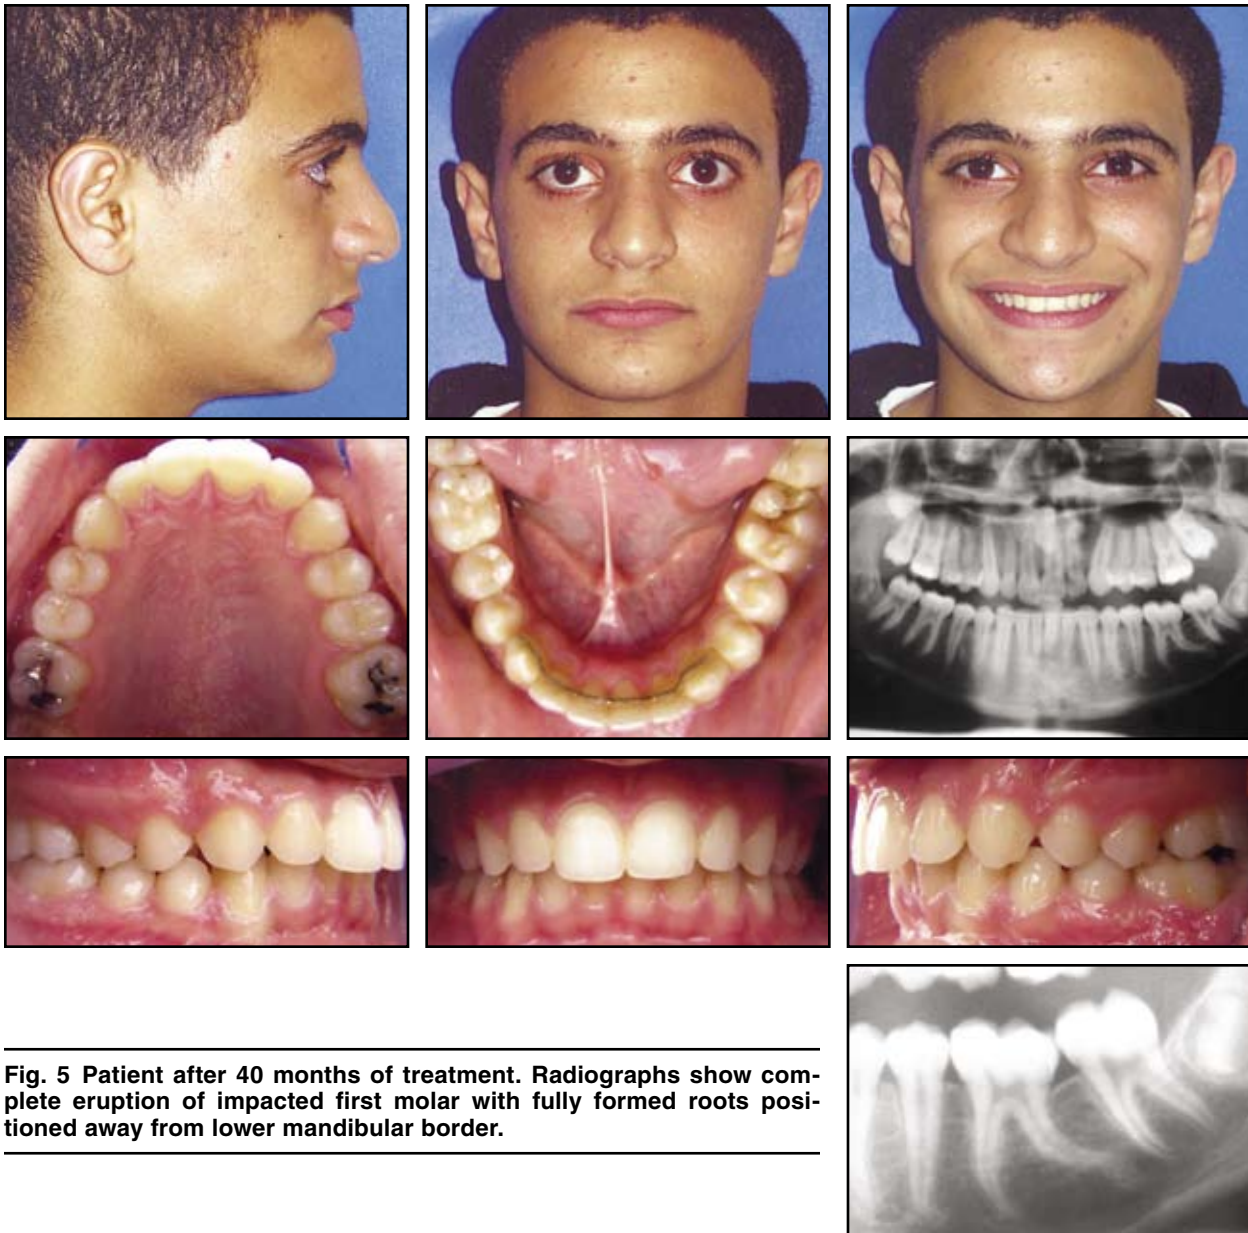 Fig. 5 Patient after 40 months of treatment. Radiographs show com-
plete eruption of impacted first molar with fully formed roots posi-
tioned away from lower mandibular border.